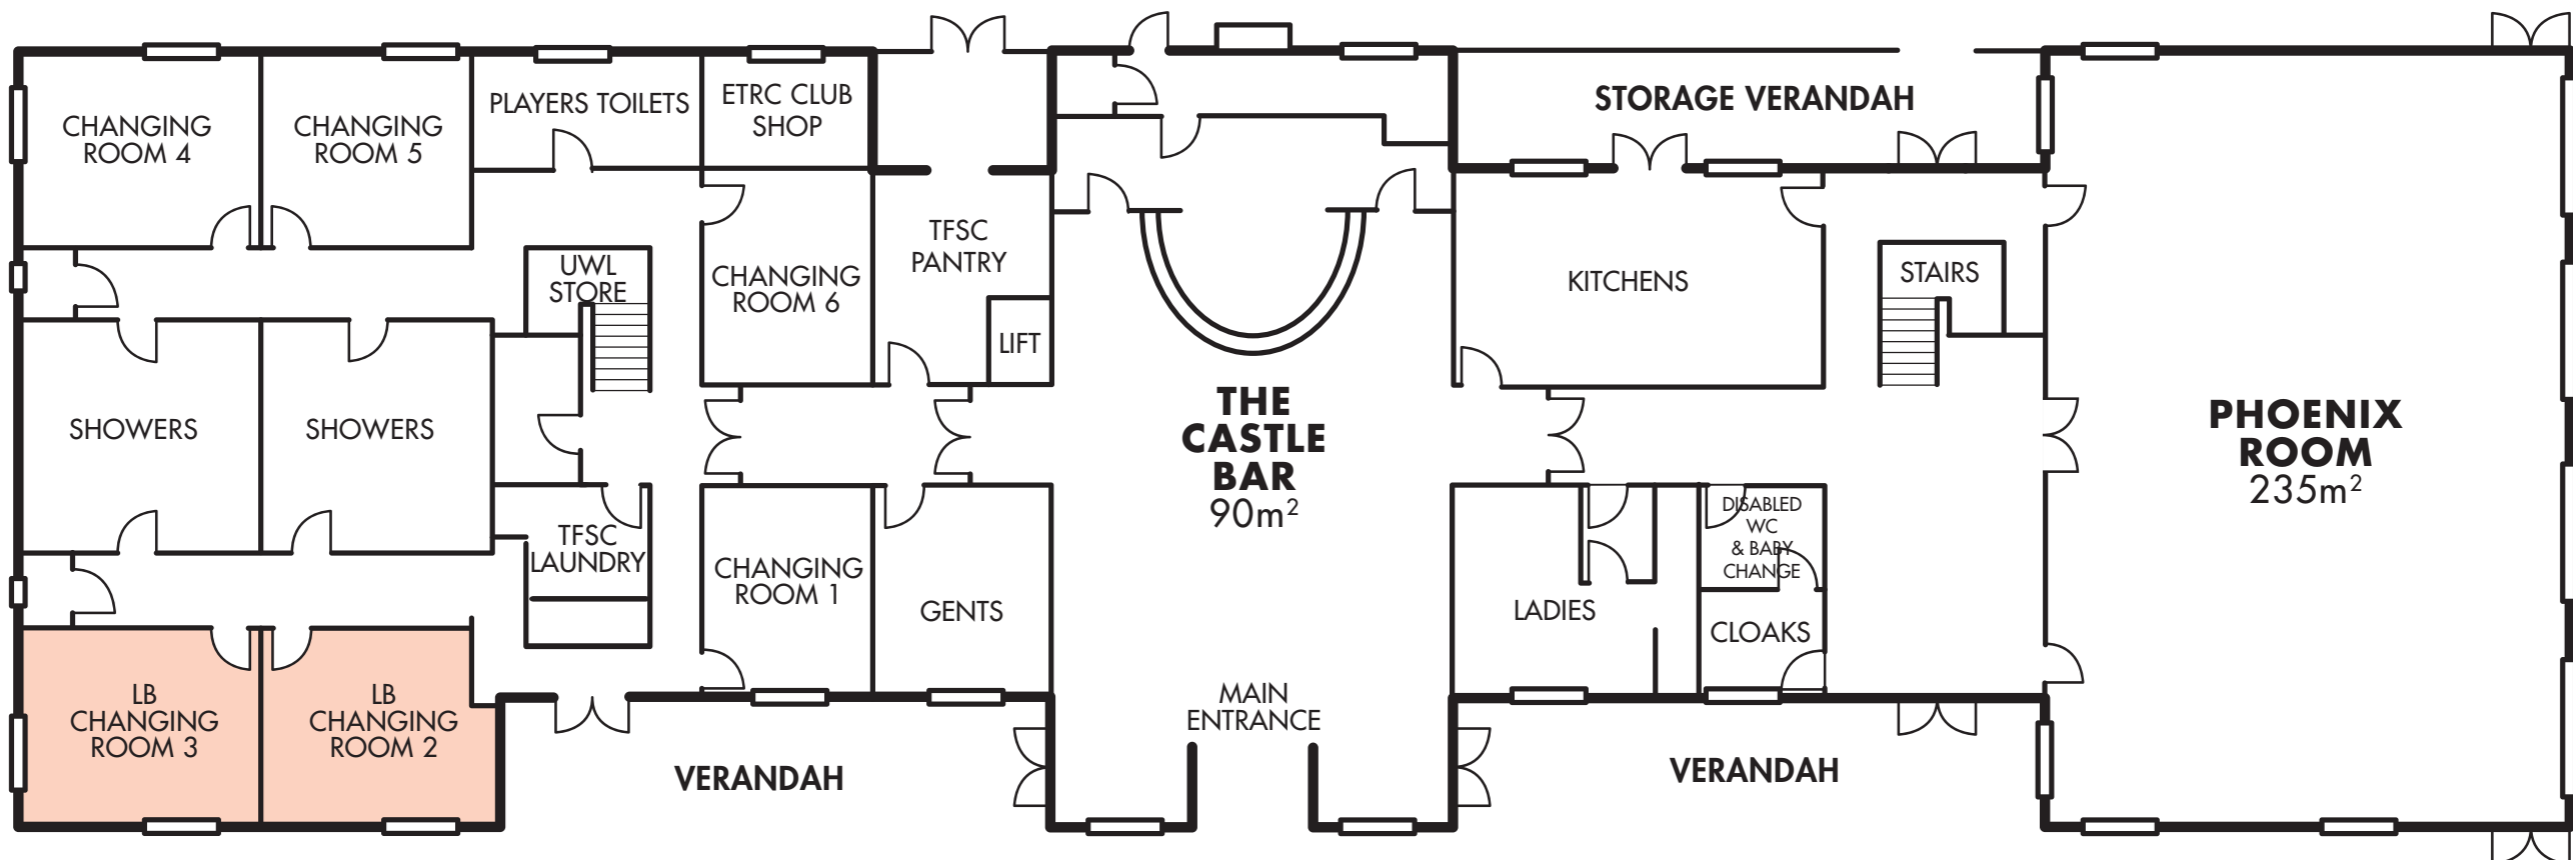 CHANGING
ROOM 4
CHANGING
ROOM 5
PLAYERS TOILETS
ETRC CLUB
SHOP
STORAGE VERANDAH
UWL
STORE
CHANGING
ROOM 6
TFSC
PANTRY
LIFT
KITCHENS
STAIRS
SHOWERS
SHOWERS
THE
CASTLE
BAR
90m²
PHOENIX
ROOM
235m²
TFSC
LAUNDRY
CHANGING
ROOM 1
GENTS
LADIES
DISABLED
WC
& BABY
CHANGE
CLOAKS
LB
CHANGING
ROOM 3
LB
CHANGING
ROOM 2
VERANDAH
MAIN
ENTRANCE
VERANDAH